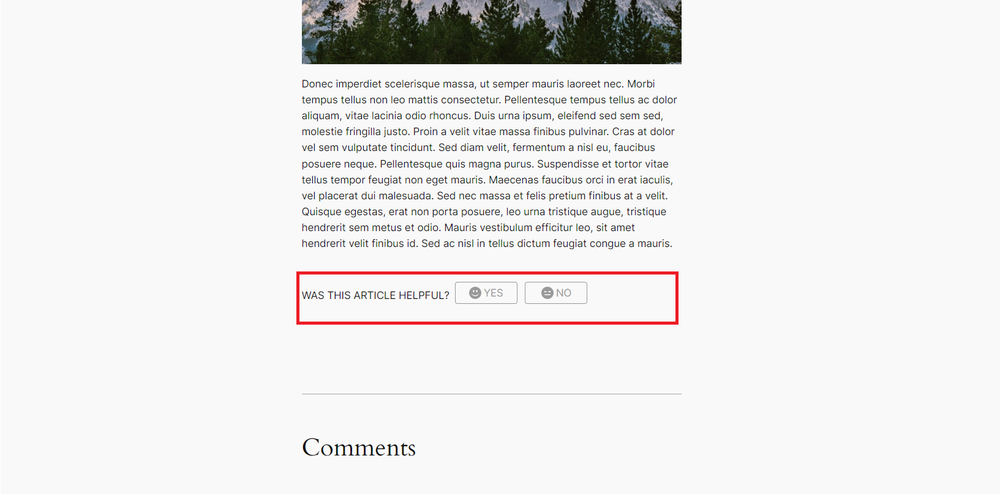 Donec imperdiet scelerisque massa, ut semper mauris laoreet nec. Morbi
tempus tellus non leo mattis consectetur. Pellentesque tempus tellus ac dolor
aliquam, vitae lacinia odio rhoncus. Duis urna ipsum, eleifend sed sem sed,
molestie fringilla justo. Proin a velit vitae massa finibus pulvinar. Cras at dolor
vel sem vulputate tincidunt. Sed diam velit, fermentum a nisl eu, faucibus
posuere neque. Pellentesque quis magna purus. Suspendisse et tortor vitae
tellus tempor feugiat non eget mauris. Maecenas faucibus orci in erat iaculis,
vel placerat dui malesuada. Sed nec massa et felis pretium finibus at a velit.
Quisque egestas, erat non porta posuere, leo urna tristique augue, tristique
hendrerit sem metus et odio. Mauris vestibulum efficitur leo, sit amet
hendrerit velit finibus id. Sed ac nisl in tellus dictum feugiat congue a mauris.
WAS THIS ARTICLE HELPFUL? YES NO
Comments